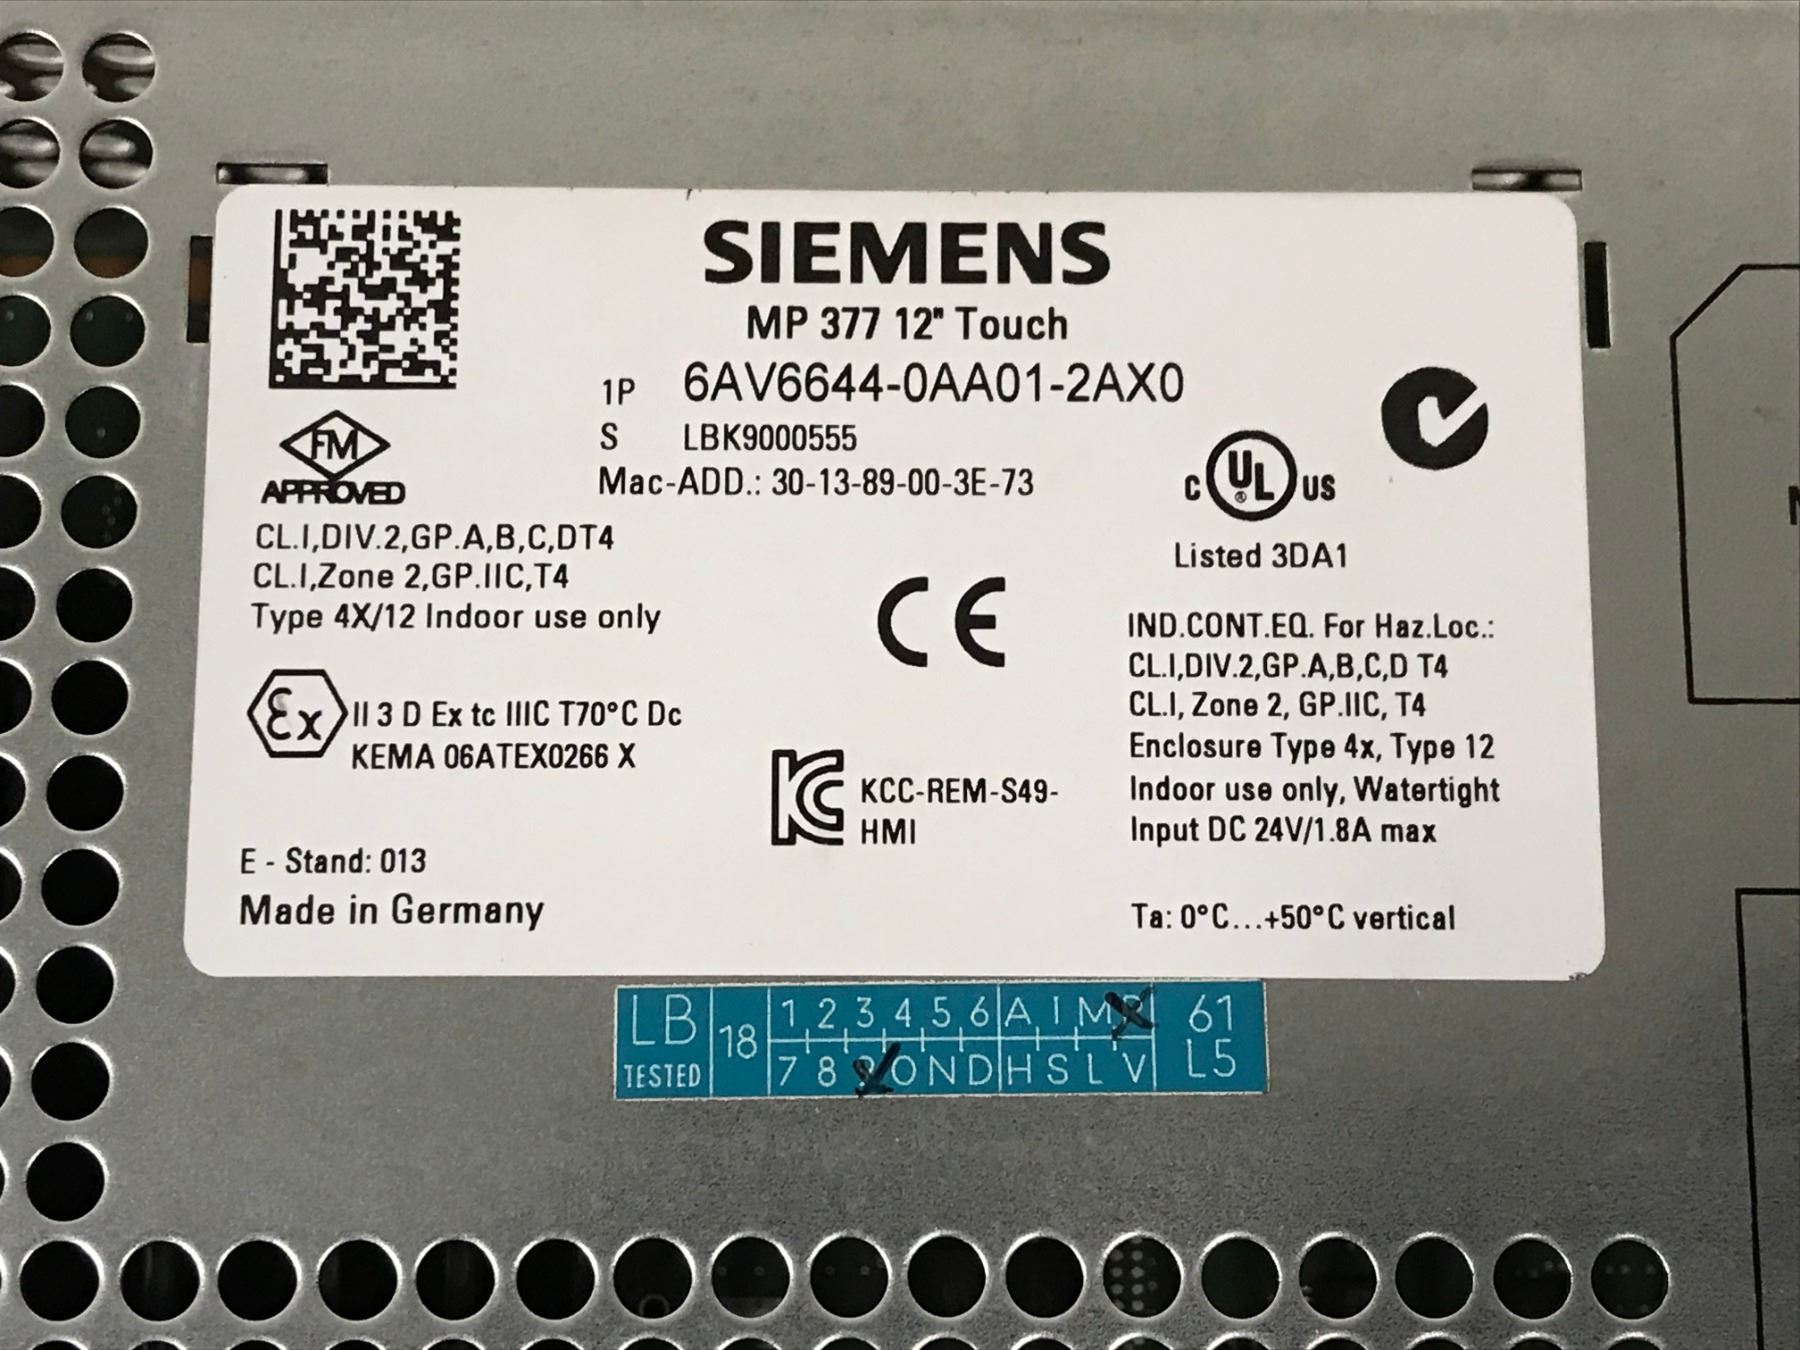 SIEMENS
MP 377 12" Touch
1P 6AV6644-0AA01-2AX0
S LBK9000555
Mac-ADD.: 30-13-89-00-3E-73
FM
APPROVED
CL.I,DIV.2,GP.A,B,C,DT4
CL.I,Zone 2,GP.IIC,T4
Type 4X/12 Indoor use only
Ex II 3 D Ex tc IIIC T70°C Dc
KEMA 06ATEX0266 X
E - Stand: 013
Made in Germany
CE
KC KCC-REM-S49-
HMI
C UL ® US
Listed 3DA1
IND.CONT.EQ. For Haz.Loc.:
CL.I,DIV.2,GP.A,B,C,D T4
CL.I, Zone 2, GP.IIC, T4
Enclosure Type 4x, Type 12
Indoor use only, Watertight
Input DC 24V/1.8A max
Ta: 0°C...+50°C vertical
LB
TESTED
18
1 2 3 4 5 6 A I M
7 8 9 O N D H S L V
61
L5